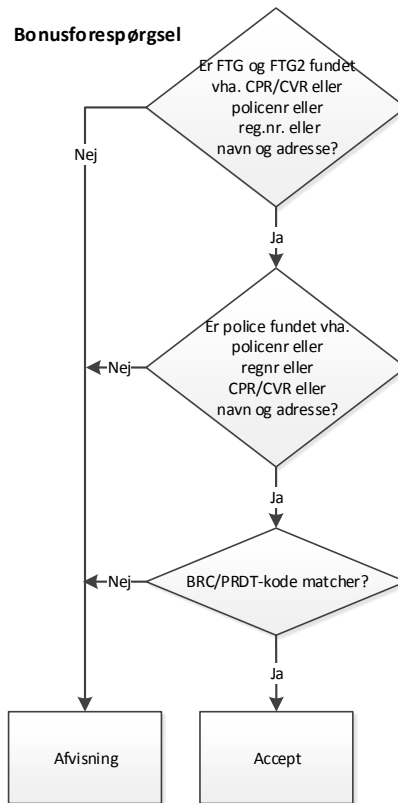 Bonusforespørgsel
Er FTG og FTG2 fundet
vha. CPR/CVR eller
policenr eller
reg.nr. eller
navn og adresse?
Nej
Ja
Er police fundet vha.
policenr eller
regnr eller
CPR/CVR eller
navn og adresse?
Nej
Ja
BRC/PRDT-kode matcher?
Nej
Ja
Afvisning
Accept